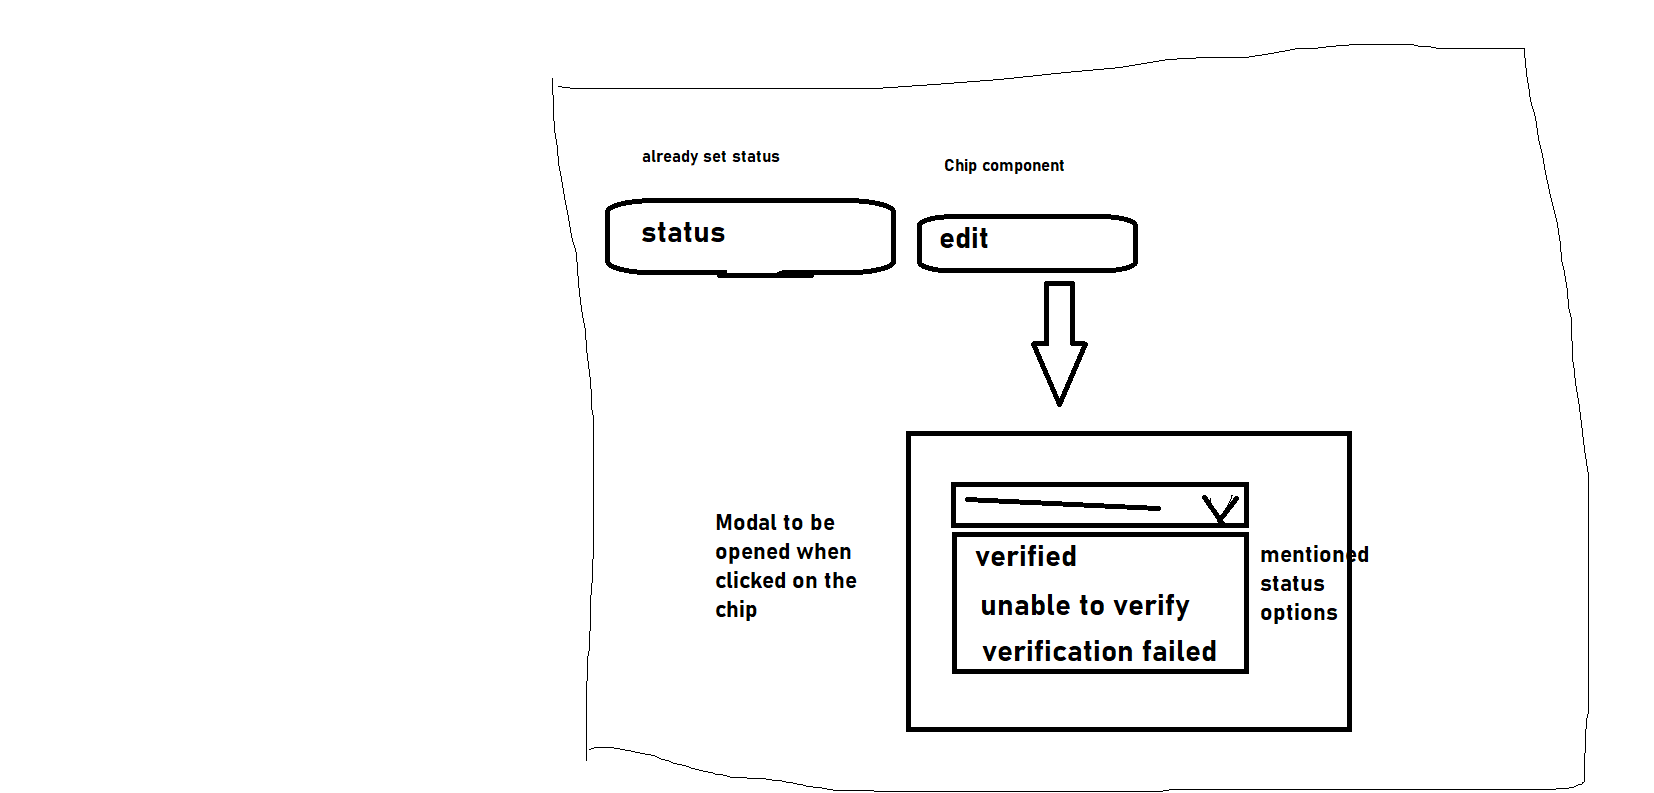 already set status
Chip component
status
edit
Modal to be
opened when
clicked on the
chip
verified
unable to verify
verification failed
mentioned
status
options